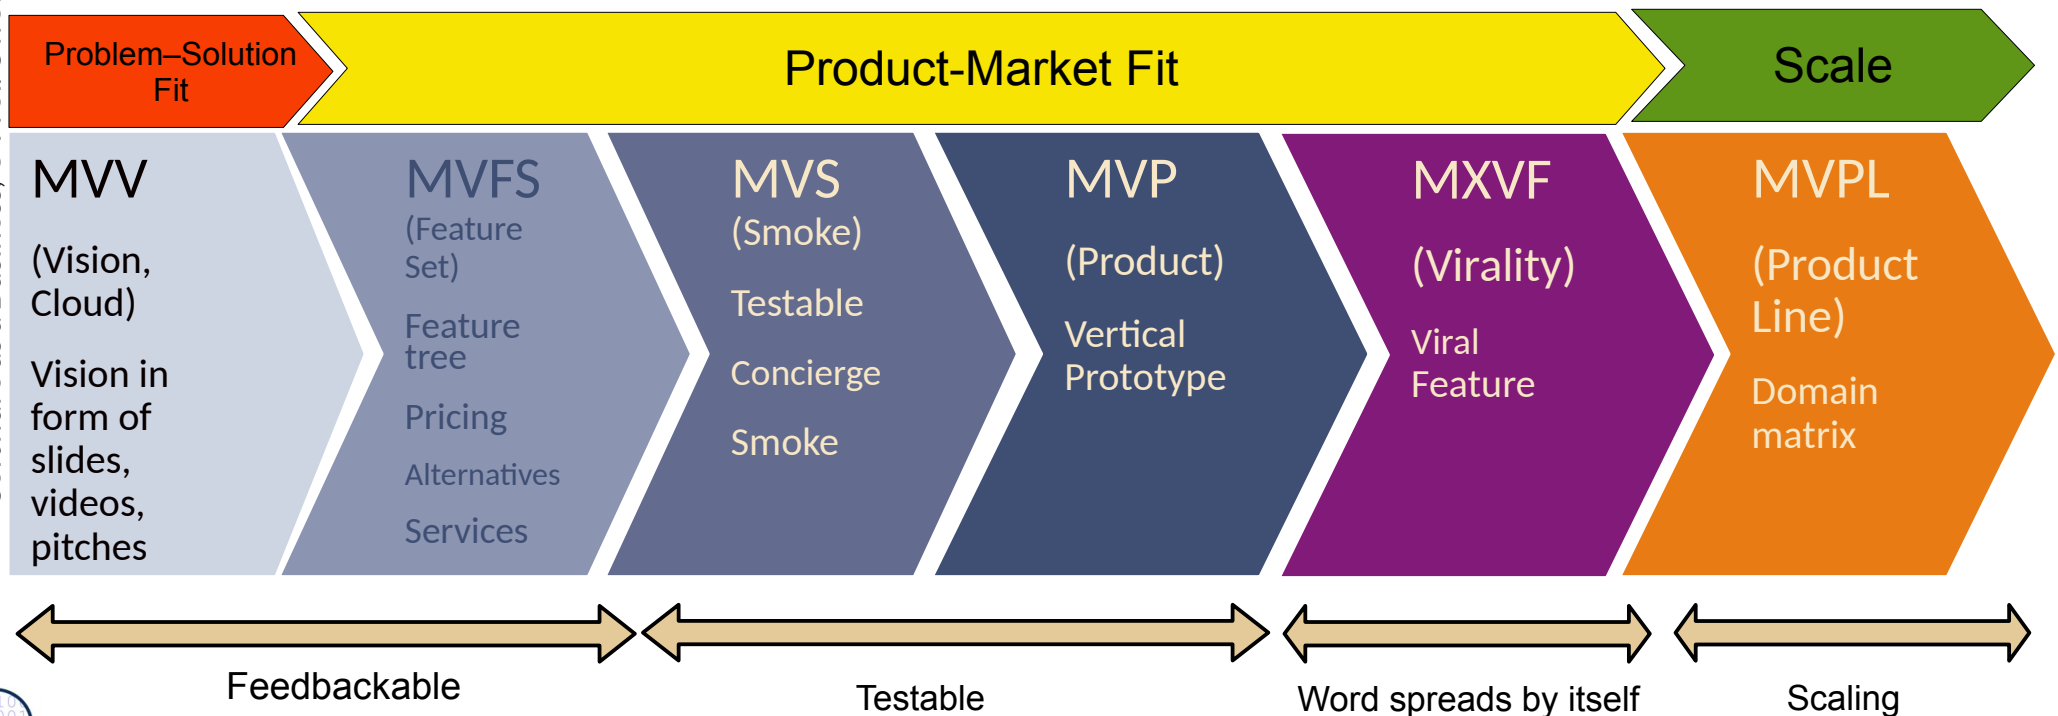 Problem–Solution
Fit
Product-Market Fit
Scale
MVV
(Vision,
Cloud)
Vision in
form of
slides,
videos,
pitches
MVFS
(Feature
Set)
Feature
tree
Pricing
Alternatives
Services
MVS
(Smoke)
Testable
Concierge
Smoke
MVP
(Product)
Vertical
Prototype
MXVF
(Virality)
Viral
Feature
MVPL
(Product
Line)
Domain
matrix
Feedbackable
Testable
Word spreads by itself
Scaling